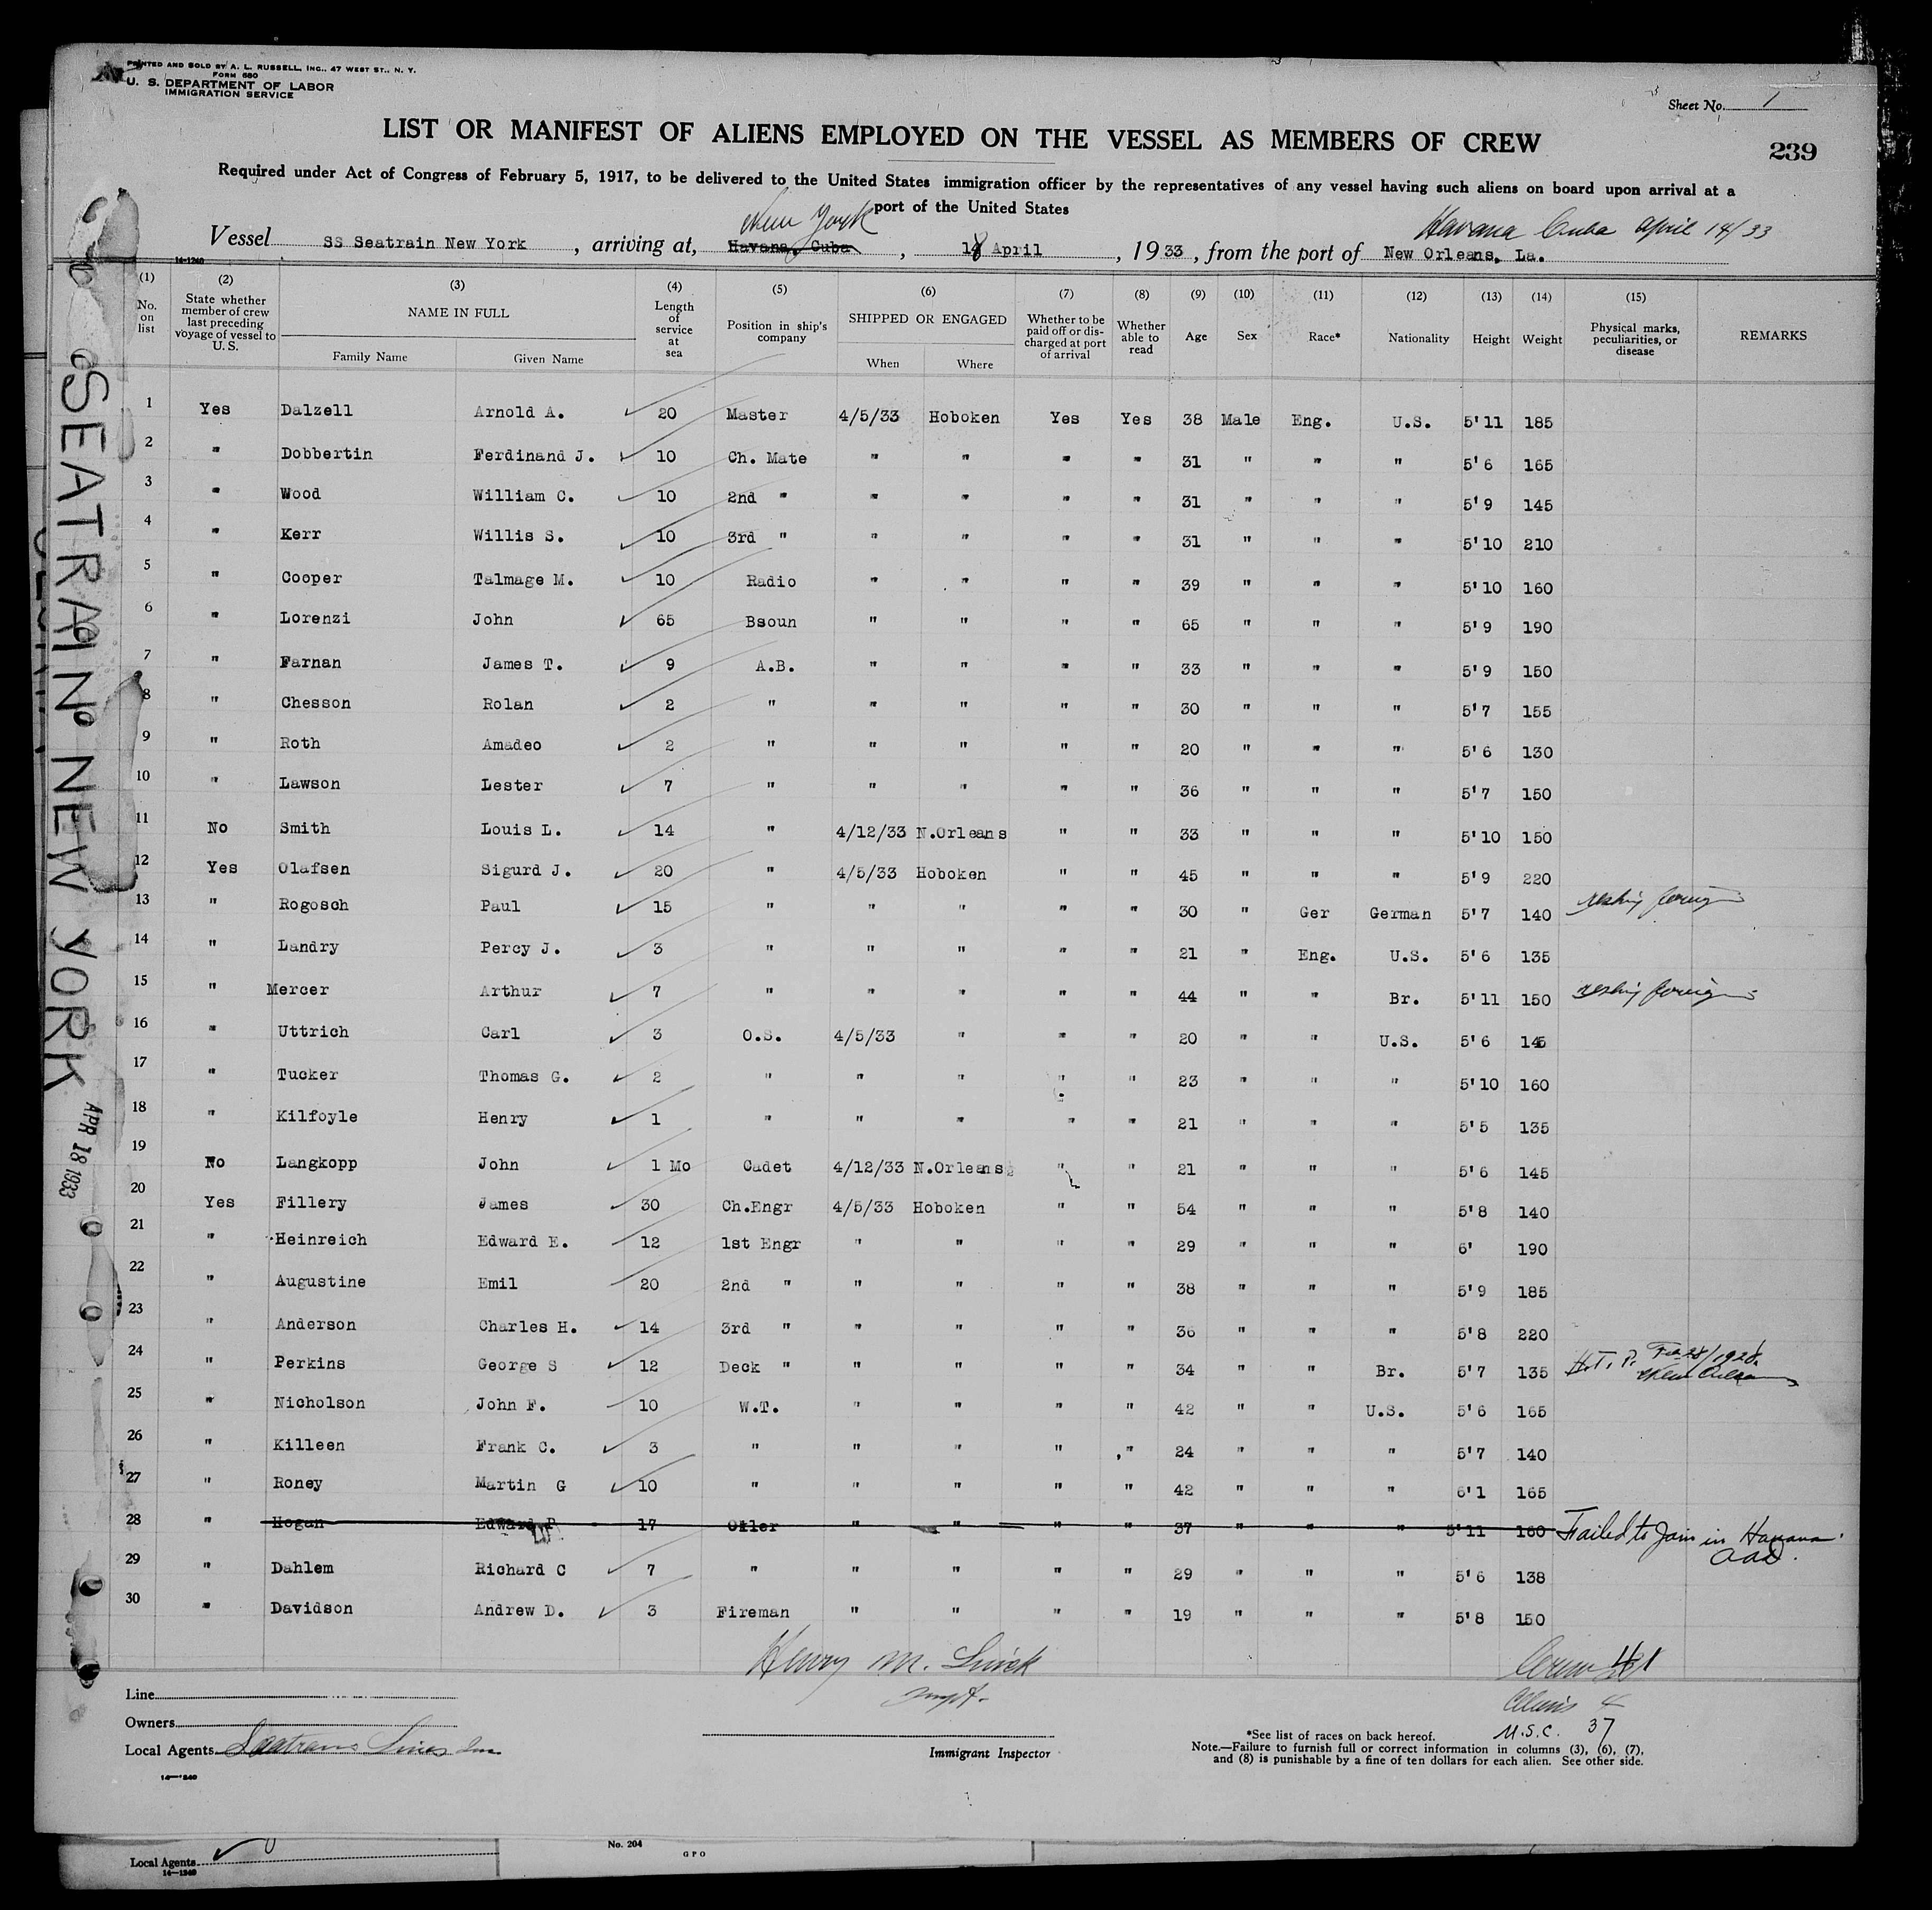 PRINTED AND SOLD BY A. L. RUSSELL, INC., 47 WEST ST., N. Y.
FORM 680
U. S. DEPARTMENT OF LABOR
IMMIGRATION SERVICE
Sheet No. 1
LIST OR MANIFEST OF ALIENS EMPLOYED ON THE VESSEL AS MEMBERS OF CREW
239
Required under Act of Congress of February 5, 1917, to be delivered to the United States immigration officer by the representatives of any vessel having such aliens on board upon arrival at a
port of the United States
New York
Havana Cuba April 14/33
Vessel SS Seatrain New York, arriving at, Havana, Cuba, 18 April, 1933, from the port of New Orleans, La.
14-1240
(1) (2) (3) (4) (5) (6) (7) (8) (9) (10) (11) (12) (13) (14) (15)
No. on list
State whether member of crew last preceding voyage of vessel to U. S.
NAME IN FULL
Family Name
Given Name
Length of service at sea
Position in ship's company
SHIPPED OR ENGAGED
When
Where
Whether to be paid off or discharged at port of arrival
Whether able to read
Age
Sex
Race*
Nationality
Height
Weight
Physical marks, peculiarities, or disease
REMARKS
1 Yes Dalzell Arnold A. 20 Master 4/5/33 Hoboken Yes Yes 38 Male Eng. U.S. 5'11 185
2 " Dobbertin Ferdinand J. 10 Ch. Mate " " " " 31 " " " 5'6 165
3 " Wood William C. 10 2nd " " " " " 31 " " " 5'9 145
4 " Kerr Willis S. 10 3rd " " " " " 31 " " " 5'10 210
5 " Cooper Talmage M. 10 Radio " " " " 39 " " " 5'10 160
6 " Lorenzi John 65 Bsoun " " " " 65 " " " 5'9 190
7 " Farnan James T. 9 A.B. " " " " 33 " " " 5'9 150
8 " Chesson Rolan 2 " " " " " 30 " " " 5'7 155
9 " Roth Amadeo 2 " " " " " 20 " " " 5'6 130
10 " Lawson Lester 7 " " " " " 36 " " " 5'7 150
11 No Smith Louis L. 14 " 4/12/33 N.Orleans " " 33 " " " 5'10 150
12 Yes Olafsen Sigurd J. 20 " 4/5/33 Hoboken " " 45 " " " 5'9 220
13 " Rogosch Paul 15 " " " " " 30 " Ger German 5'7 140
14 " Landry Percy J. 3 " " " " " 21 " Eng. U.S. 5'6 135
15 " Mercer Arthur 7 " " " " " 44 " " Br. 5'11 150
16 " Uttrich Carl 3 O.S. 4/5/33 " " " 20 " " U.S. 5'6 145
17 " Tucker Thomas G. 2 " " " " " 23 " " " 5'10 160
18 " Kilfoyle Henry 1 " " " " " 21 " " " 5'5 135
19 No Langkopp John 1 Mo Cadet 4/12/33 N.Orleans " " 21 " " " 5'6 145
20 Yes Fillery James 30 Ch.Engr 4/5/33 Hoboken " " 54 " " " 5'8 140
21 " Heinreich Edward E. 12 1st Engr " " " " 29 " " " 6' 190
22 " Augustine Emil 20 2nd " " " " " 38 " " " 5'9 185
23 " Anderson Charles H. 14 3rd " " " " " 36 " " " 5'8 220
24 " Perkins George S 12 Deck " " " " " 34 " " Br. 5'7 135 H.T. P. Feb 28/1928. New Orleans
25 " Nicholson John F. 10 W.T. " " " " 42 " " U.S. 5'6 165
26 " Killeen Frank C. 3 " " " " " 24 " " " 5'7 140
27 " Roney Martin G 10 " " " " " 42 " " " 6'1 165
28 " Hogan Edward P 17 Oiler " " " " 37 " " " 5'11 160 Failed to Join in Havana.
29 " Dahlem Richard C 7 " " " " " 29 " " " 5'6 138
30 " Davidson Andrew D. 3 Fireman " " " " 19 " " " 5'8 150
SEATRAIN NEW YORK
APR 18 1933
Henry M.
Crew 41
Aliens 4
U.S.C. 37
Line
Owners
Local Agents Seatrain Lines Inc
Immigrant Inspector
*See list of races on back hereof.
Note.—Failure to furnish full or correct information in columns (3), (6), (7),
and (8) is punishable by a fine of ten dollars for each alien. See other side.
14-1240
Local Agents
14-1240
No. 204
GPO